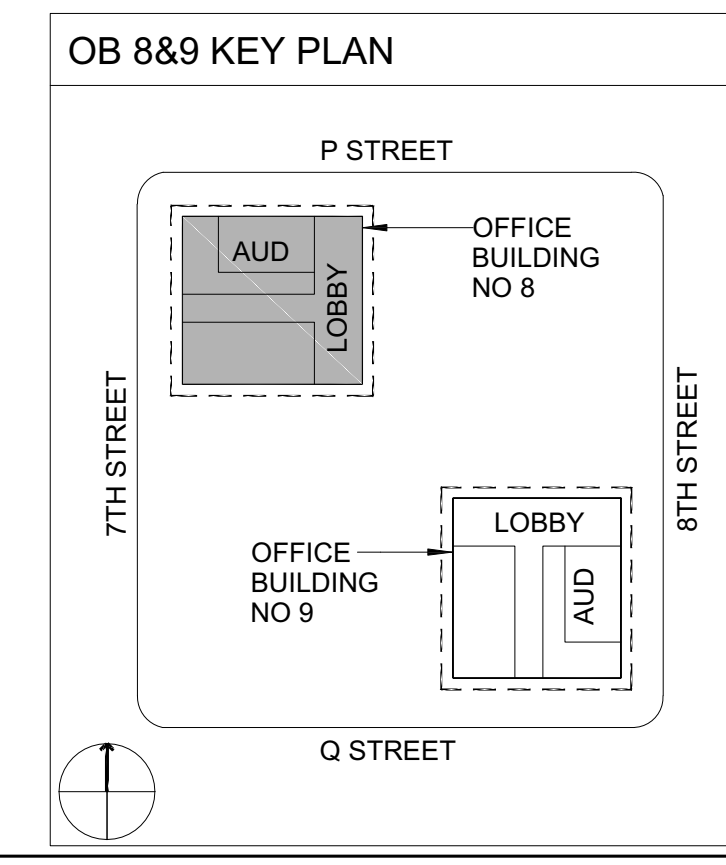 OB 8&9 KEY PLAN
P STREET
AUD
LOBBY
OFFICE
BUILDING
NO 8
7TH STREET
8TH STREET
LOBBY
AUD
OFFICE
BUILDING
NO 9
Q STREET